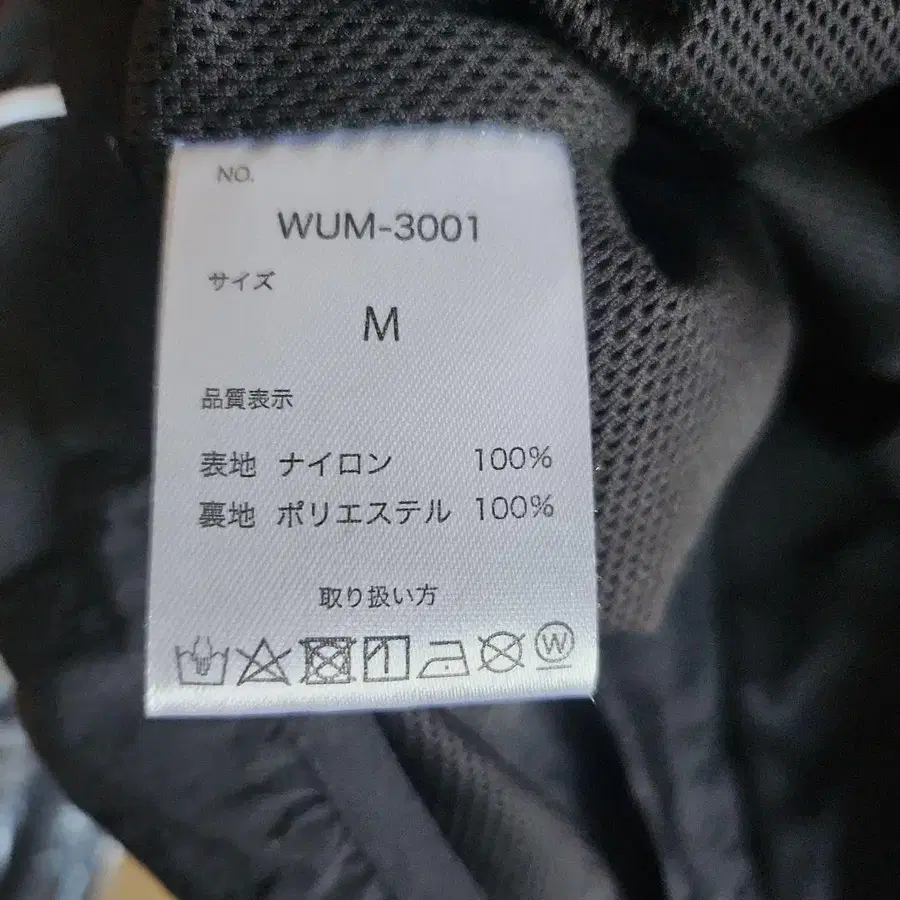 NO.
WUM-3001
サイズ
M
品質表示
表地 ナイロン 100%
裏地 ポリエステル 100%
取り扱い方
W